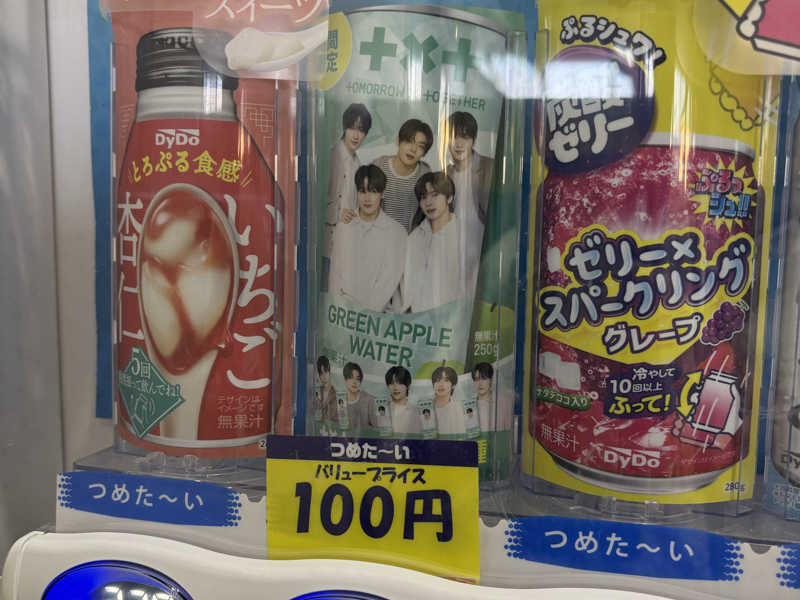 スイーツ
DyDo
とろぷる食感
杏仁
いちご
5回
振って飲んでね!
デザインは
イメージです
無果汁
つめた〜い
限定
TOMORROW X TOGETHER
GREEN APPLE
WATER
無果汁
250g
つめた〜い
バリュープライス
100円
ぷるシュワ!
ゼリー
ぷるっ
シュ!!
ゼリー×
スパークリング
グレープ
ナタデココ入り
冷やして
10回以上
ふって!
無果汁
DyDo
280g
つめた〜い